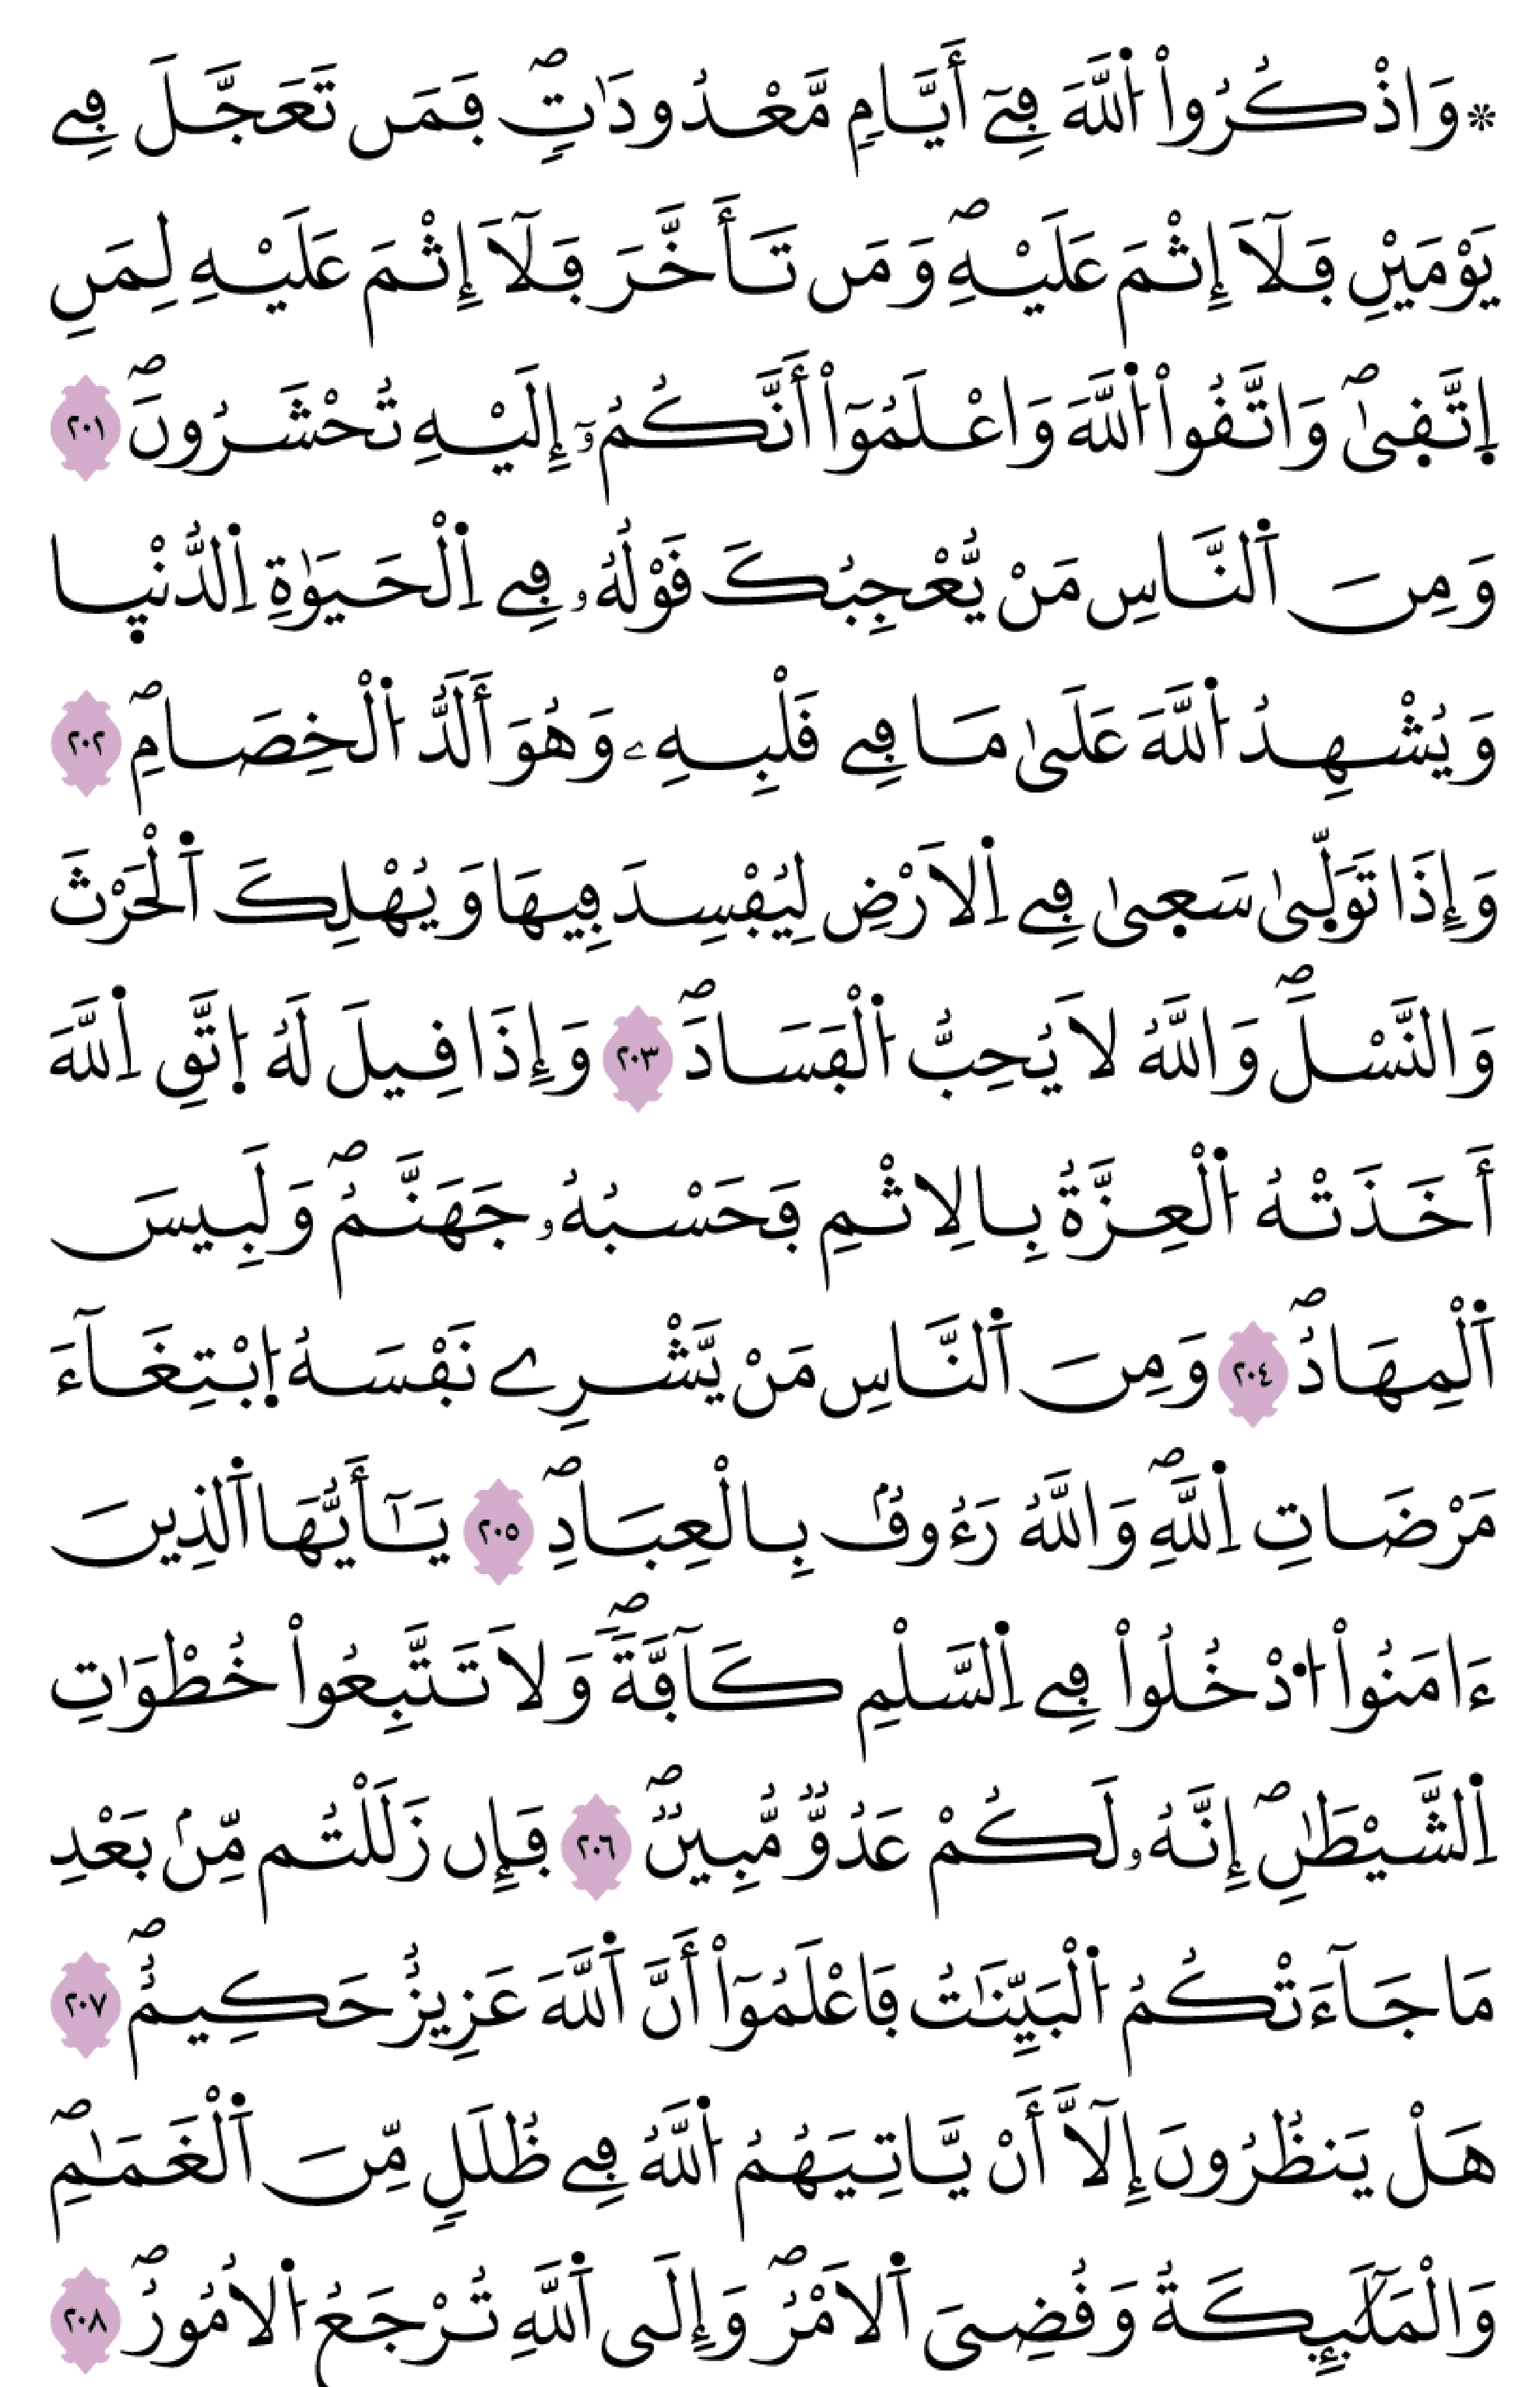 * وَاذْكُرُواْ اُ۬للَّهَ فِےٓ أَيَّامٖ مَّعْدُودَٰتٖۖ فَمَن تَعَجَّلَ فِے
يَوْمَيْنِ فَلَآ إِثْمَ عَلَيْهِۖ وَمَن تَأَخَّرَ فَلَآ إِثْمَ عَلَيْهِ لِمَنِ
اِ۪تَّق۪ىٰۖ وَاتَّقُواْ اُ۬للَّهَ وَاعْلَمُوٓاْ أَنَّكُمُۥٓ إِلَيْهِ تُحْشَرُونَۖ ٢٠١
وَمِنَ اَ۬لنَّاسِ مَنْ يُّعْجِبُكَ قَوْلُهُۥ فِے اِ۬لْحَيَوٰةِ اِ۬لدُّنْي۪ا
وَيُشْهِدُ اُ۬للَّهَ عَلَىٰ مَا فِے قَلْبِهِۦ وَهُوَ أَلَدُّ اُ۬لْخِصَامِۖ ٢٠٢
وَإِذَا تَوَلّ۪ىٰ سَع۪ىٰ فِے اِ۬لَارْضِ لِيُفْسِدَ فِيهَا وَيُهْلِكَ اَ۬لْحَرْثَ
وَالنَّسْلَۖ وَاللَّهُ لَا يُحِبُّ اُ۬لْفَسَادَۖ ٢٠٣ وَإِذَا قِيلَ لَهُ اُ۪تَّقِ اِ۬للَّهَ
أَخَذَتْهُ اُ۬لْعِزَّةُ بِالِاثْمِ فَحَسْبُهُۥ جَهَنَّمُۖ وَلَبِيسَ
اَ۬لْمِهَادُۖ ٢٠٤ وَمِنَ اَ۬لنَّاسِ مَنْ يَّشْرِے نَفْسَهُ اُ۪بْتِغَآءَ
مَرْضَاتِ اِ۬للَّهِۖ وَاللَّهُ رَءُوفُۢ بِالْعِبَادِۖ ٢٠٥ يَٰٓأَيُّهَا اَ۬لذِينَ
ءَامَنُواْ اُ۟دْخُلُواْ فِے اِ۬لسَّلْمِ كَآفَّةٗۖ وَلَا تَتَّبِعُواْ خُطْوَٰتِ
اِ۬لشَّيْطَٰنِۖ إِنَّهُۥ لَكُمْ عَدُوّٞ مُّبِينٞۖ ٢٠٦ فَإِن زَلَلْتُم مِّنۢ بَعْدِ
مَا جَآءَتْكُمُ اُ۬لْبَيِّنَٰتُ فَاعْلَمُوٓاْ أَنَّ اَ۬للَّهَ عَزِيزٌ حَكِيمٌۖ ٢٠٧
هَلْ يَنظُرُونَ إِلَّآ أَنْ يَّاتِيَهُمُ اُ۬للَّهُ فِے ظُلَلٖ مِّنَ اَ۬لْغَمَٰمِۖ
وَالْمَلَٰٓئِكَةُ وَقُضِىَ اَ۬لَامْرُۖ وَإِلَى اَ۬للَّهِ تُرْجَعُ اُ۬لُامُورُۖ ٢٠٨